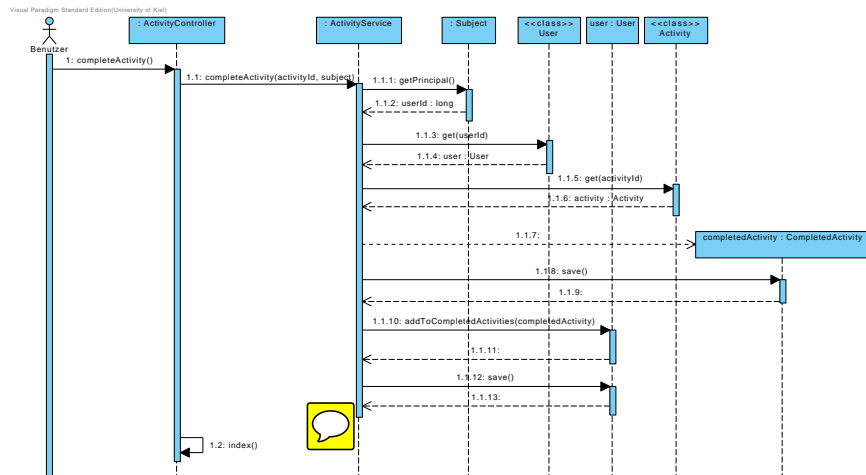 Visual Paradigm Standard Edition(University of Kiel)
Benutzer
: ActivityController
: ActivityService
: Subject
<<class>>
User
user : User
<<class>>
Activity
1: completeActivity()
1.1: completeActivity(activityId, subject)
1.1.1: getPrincipal()
1.1.2: userId : long
1.1.3: get(userId)
1.1.4: user : User
1.1.5: get(activityId)
1.1.6: activity : Activity
1.1.7:
completedActivity : CompletedActivity
1.1.8: save()
1.1.9:
1.1.10: addToCompletedActivities(completedActivity)
1.1.11:
1.1.12: save()
1.1.13:
1.2: index()